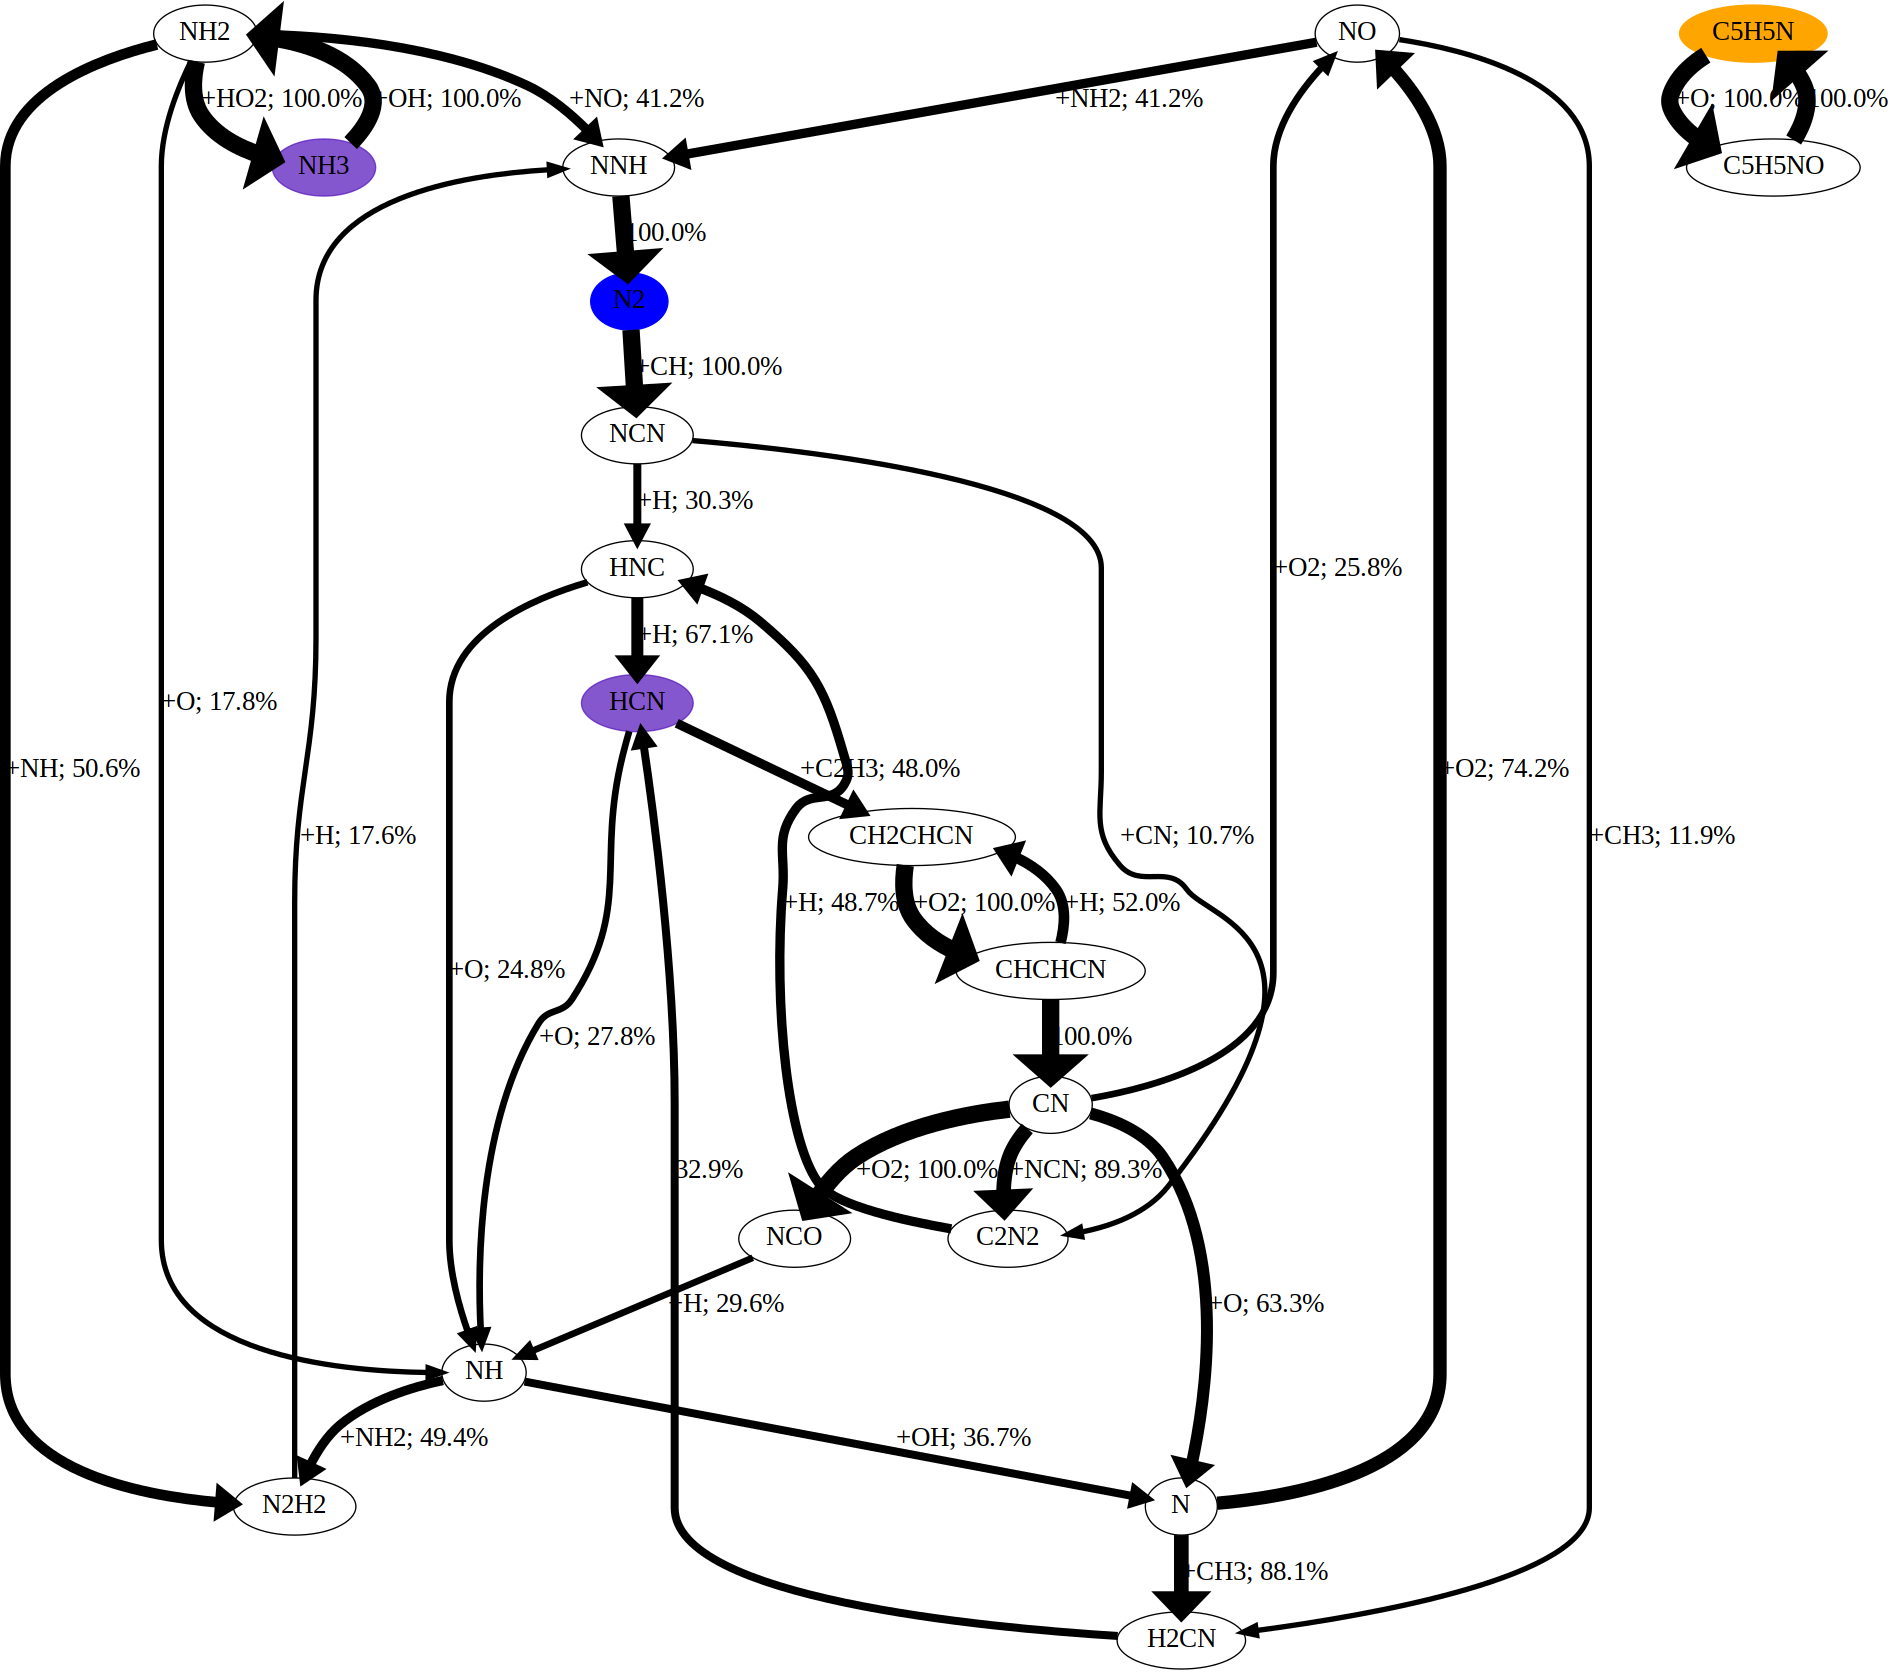 NH2
NO
C5H5N
+HO2; 100.0%
+OH; 100.0%
+NO; 41.2%
+NH2; 41.2%
+O; 100.0%
100.0%
NH3
NNH
C5H5NO
100.0%
N2
+CH; 100.0%
NCN
+H; 30.3%
HNC
+O2; 25.8%
+H; 67.1%
+O; 17.8%
HCN
+NH; 50.6%
+C2H3; 48.0%
+O2; 74.2%
+H; 17.6%
CH2CHCN
+CN; 10.7%
+CH3; 11.9%
+H; 48.7%
+O2; 100.0%
+H; 52.0%
+O; 24.8%
CHCHCN
+O; 27.8%
100.0%
CN
32.9%
+O2; 100.0%
+NCN; 89.3%
NCO
C2N2
+H; 29.6%
+O; 63.3%
NH
+NH2; 49.4%
+OH; 36.7%
N2H2
N
+CH3; 88.1%
H2CN